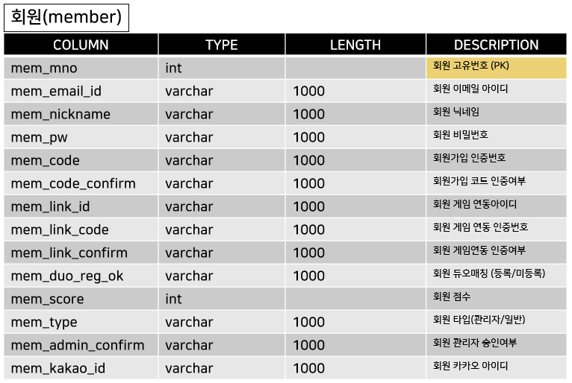 회원(member)
COLUMN TYPE LENGTH DESCRIPTION
mem_mno int 회원 고유번호 (PK)
mem_email_id varchar 1000 회원 이메일 아이디
mem_nickname varchar 1000 회원 닉네임
mem_pw varchar 1000 회원 비밀번호
mem_code varchar 1000 회원가입 인증번호
mem_code_confirm varchar 1000 회원가입 코드 인증여부
mem_link_id varchar 1000 회원 게임 연동아이디
mem_link_code varchar 1000 회원 게임 연동 인증번호
mem_link_confirm varchar 1000 회원 게임연동 인증여부
mem_duo_reg_ok varchar 1000 회원 듀오매칭 (등록/미등록)
mem_score int 회원 점수
mem_type varchar 1000 회원 타입(관리자/일반)
mem_admin_confirm varchar 1000 회원 관리자 승인여부
mem_kakao_id varchar 1000 회원 카카오 아이디